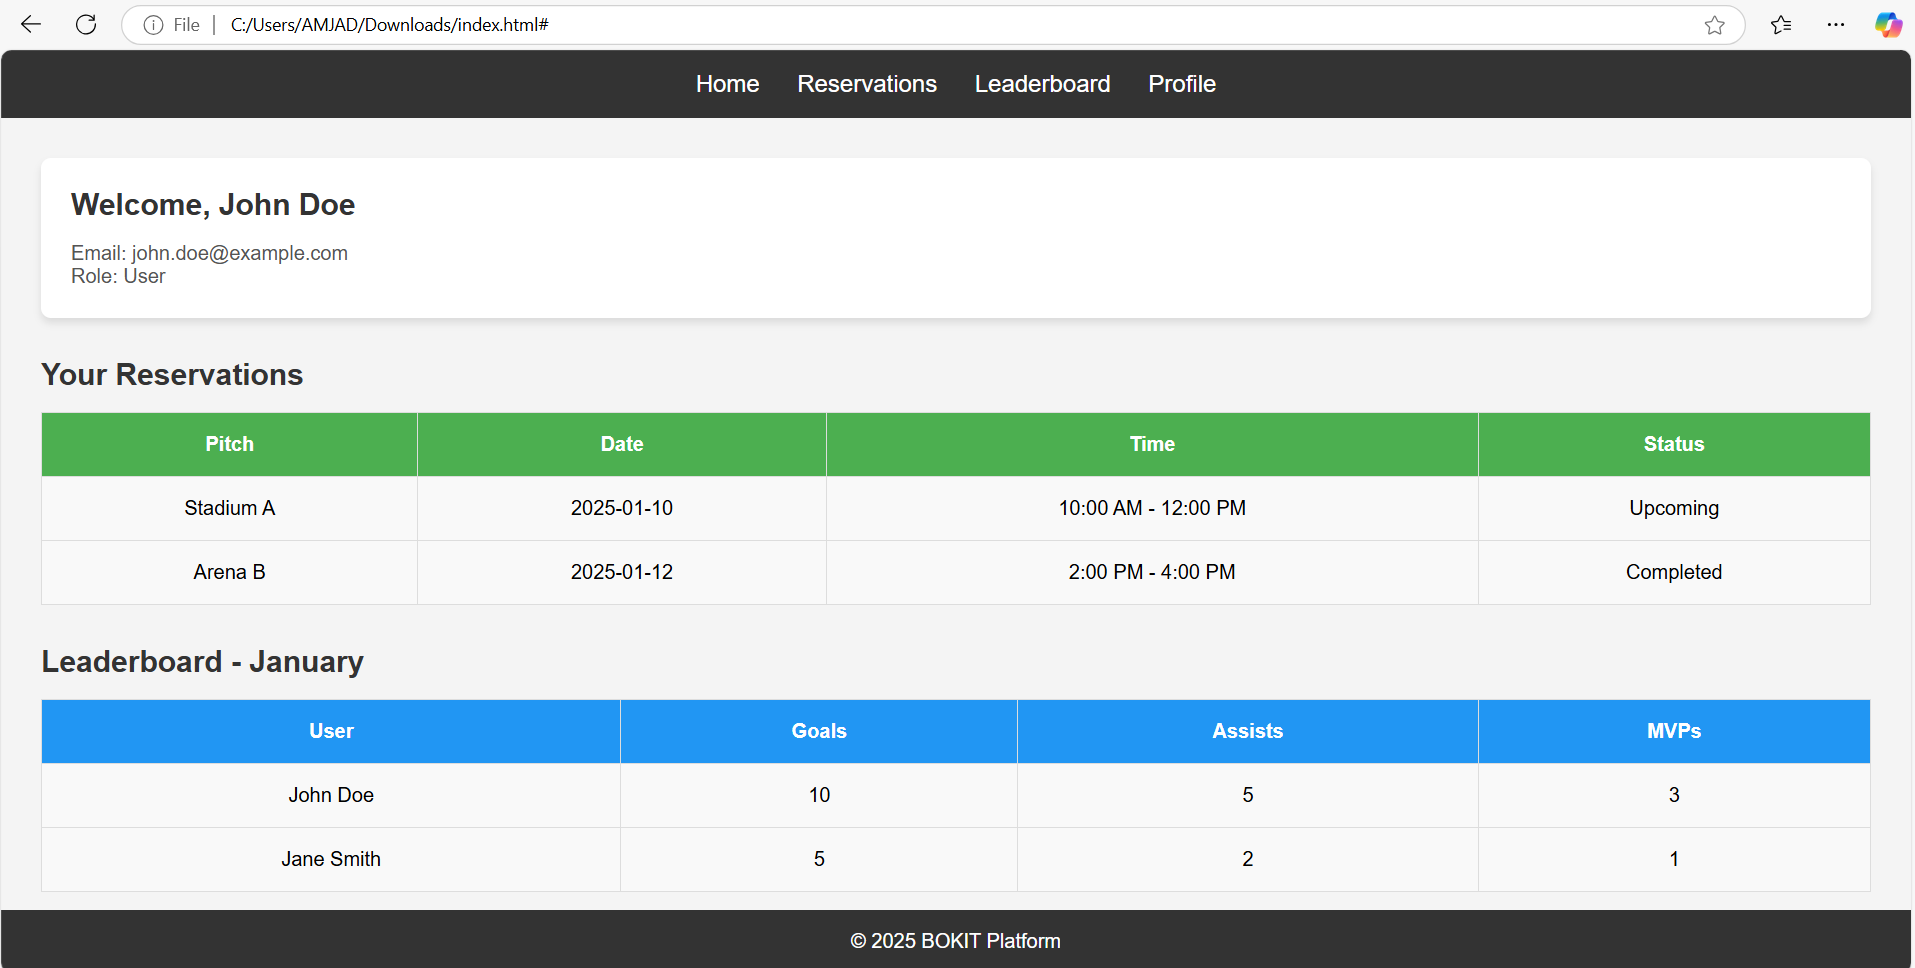 File | C:/Users/AMJAD/Downloads/index.html#
Home Reservations Leaderboard Profile
Welcome, John Doe
Email: john.doe@example.com
Role: User
Your Reservations
Pitch Date Time Status
Stadium A 2025-01-10 10:00 AM - 12:00 PM Upcoming
Arena B 2025-01-12 2:00 PM - 4:00 PM Completed
Leaderboard - January
User Goals Assists MVPs
John Doe 10 5 3
Jane Smith 5 2 1
© 2025 BOKIT Platform